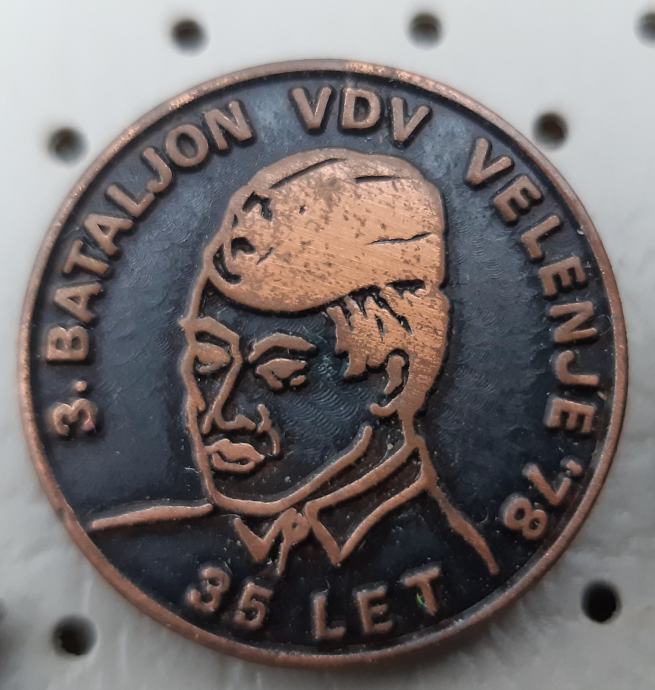 3. BATALJON VDV VELENJE, '78
35 LET